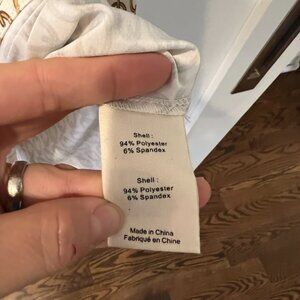 Shell :
94% Polyester
6% Spandex
Shell :
94% Polyester
6% Spandex
Made in China
Fabriqué en Chine